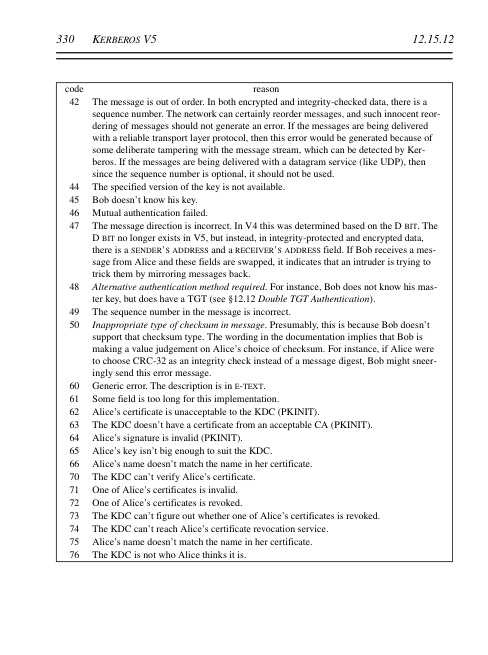 330 KERBEROS V5 12.15.12
code reason
42 The message is out of order. In both encrypted and integrity-checked data, there is a
sequence number. The network can certainly reorder messages, and such innocent reor-
dering of messages should not generate an error. If the messages are being delivered
with a reliable transport layer protocol, then this error would be generated because of
some deliberate tampering with the message stream, which can be detected by Ker-
beros. If the messages are being delivered with a datagram service (like UDP), then
since the sequence number is optional, it should not be used.
44 The specified version of the key is not available.
45 Bob doesn't know his key.
46 Mutual authentication failed.
47 The message direction is incorrect. In V4 this was determined based on the D BIT. The
D BIT no longer exists in V5, but instead, in integrity-protected and encrypted data,
there is a SENDER'S ADDRESS and a RECEIVER'S ADDRESS field. If Bob receives a mes-
sage from Alice and these fields are swapped, it indicates that an intruder is trying to
trick them by mirroring messages back.
48 Alternative authentication method required. For instance, Bob does not know his mas-
ter key, but does have a TGT (see §12.12 Double TGT Authentication).
49 The sequence number in the message is incorrect.
50 Inappropriate type of checksum in message. Presumably, this is because Bob doesn't
support that checksum type. The wording in the documentation implies that Bob is
making a value judgement on Alice's choice of checksum. For instance, if Alice were
to choose CRC-32 as an integrity check instead of a message digest, Bob might sneer-
ingly send this error message.
60 Generic error. The description is in E-TEXT.
61 Some field is too long for this implementation.
62 Alice's certificate is unacceptable to the KDC (PKINIT).
63 The KDC doesn't have a certificate from an acceptable CA (PKINIT).
64 Alice's signature is invalid (PKINIT).
65 Alice's key isn't big enough to suit the KDC.
66 Alice's name doesn't match the name in her certificate.
70 The KDC can't verify Alice's certificate.
71 One of Alice's certificates is invalid.
72 One of Alice's certificates is revoked.
73 The KDC can't figure out whether one of Alice's certificates is revoked.
74 The KDC can't reach Alice's certificate revocation service.
75 Alice's name doesn't match the name in her certificate.
76 The KDC is not who Alice thinks it is.